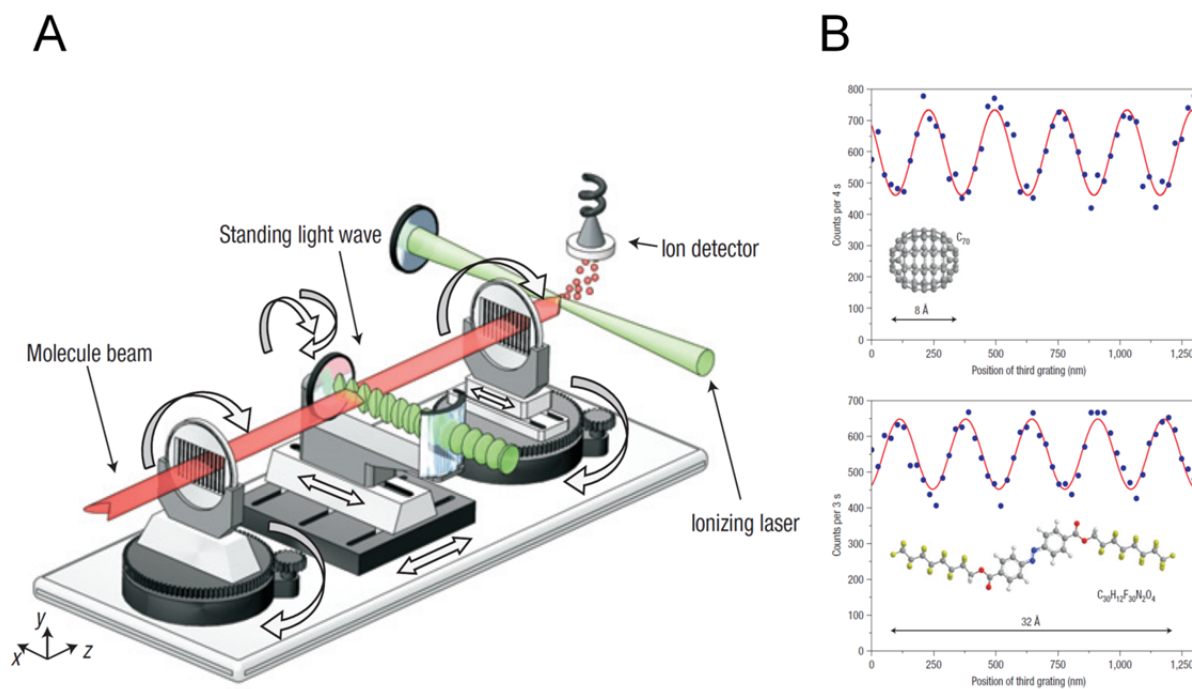 A
Standing light wave
Ion detector
Molecule beam
Ionizing laser
y
x
z
B
800
700
600
500
400
300
200
100
0
Counts per 4 s
C70
8 Å
0
250
500
750
1,000
1,250
Position of third grating (nm)
700
600
500
400
300
200
100
0
Counts per 3 s
C30H12F30N2O4
32 Å
0
250
500
750
1,000
1,250
Position of third grating (nm)